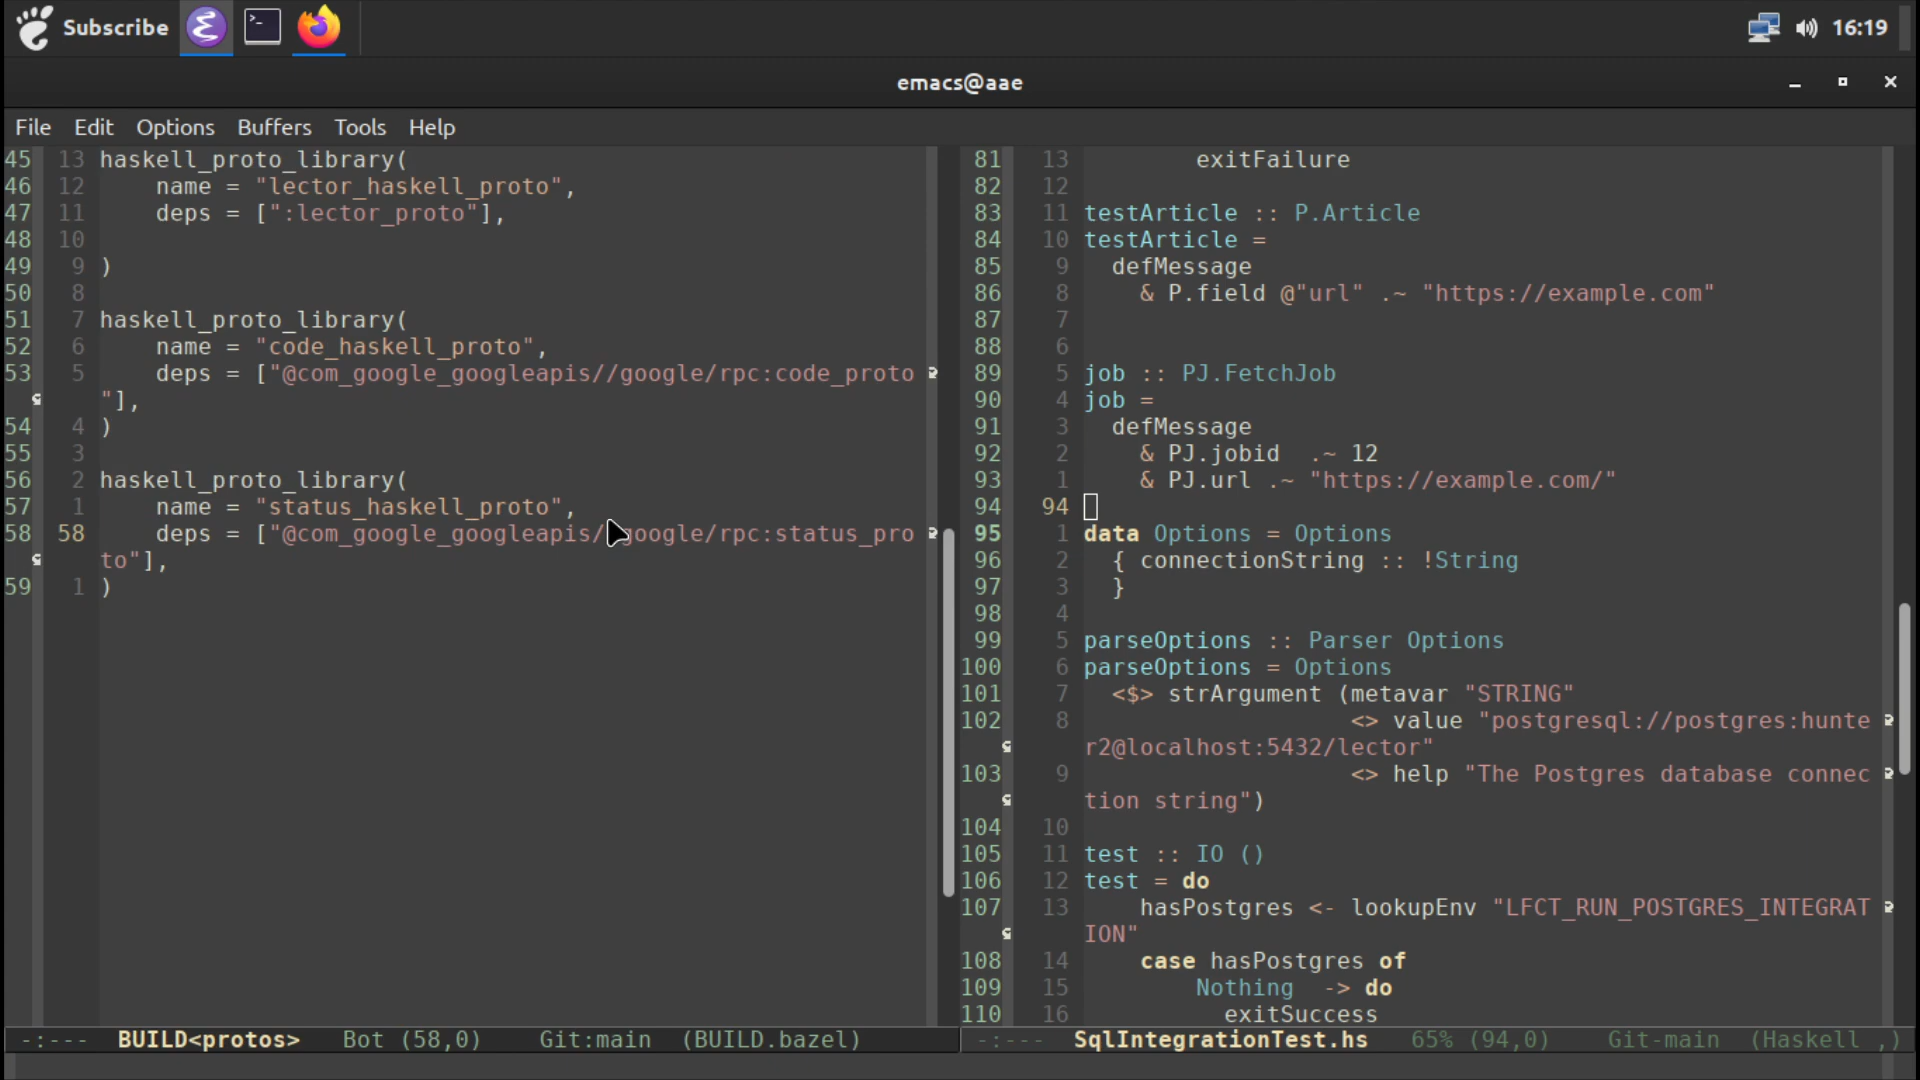 Subscribe
16:19
emacs@aae
File Edit Options Buffers Tools Help
45 13 haskell_proto_library(
46 12     name = "lector_haskell_proto",
47 11     deps = [":lector_proto"],
48 10
49 9 )
50 8
51 7 haskell_proto_library(
52 6     name = "code_haskell_proto",
53 5     deps = ["@com_google_googleapis//google/rpc:code_proto
"],
54 4 )
55 3
56 2 haskell_proto_library(
57 1     name = "status_haskell_proto",
58 58     deps = ["@com_google_googleapis//google/rpc:status_pro
to"],
59 1 )
-:--- BUILD<protos> Bot (58,0) Git:main (BUILD.bazel)
81 13         exitFailure
82 12
83 11 testArticle :: P.Article
84 10 testArticle =
85 9   defMessage
86 8     & P.field @"url" .~ "https://example.com"
87 7
88 6
89 5 job :: PJ.FetchJob
90 4 job =
91 3   defMessage
92 2     & PJ.jobid  .~ 12
93 1     & PJ.url .~ "https://example.com/"
94 94
95 1 data Options = Options
96 2   { connectionString :: !String
97 3   }
98 4
99 5 parseOptions :: Parser Options
100 6 parseOptions = Options
101 7   <$> strArgument (metavar "STRING"
102 8                    <> value "postgresql://postgres:hunte
r2@localhost:5432/lector"
103 9                    <> help "The Postgres database connec
tion string")
104 10
105 11 test :: IO ()
106 12 test = do
107 13     hasPostgres <- lookupEnv "LFCT_RUN_POSTGRES_INTEGRAT
ION"
108 14     case hasPostgres of
109 15         Nothing  -> do
110 16           exitSuccess
-:--- SqlIntegrationTest.hs 65% (94,0) Git-main (Haskell ,)